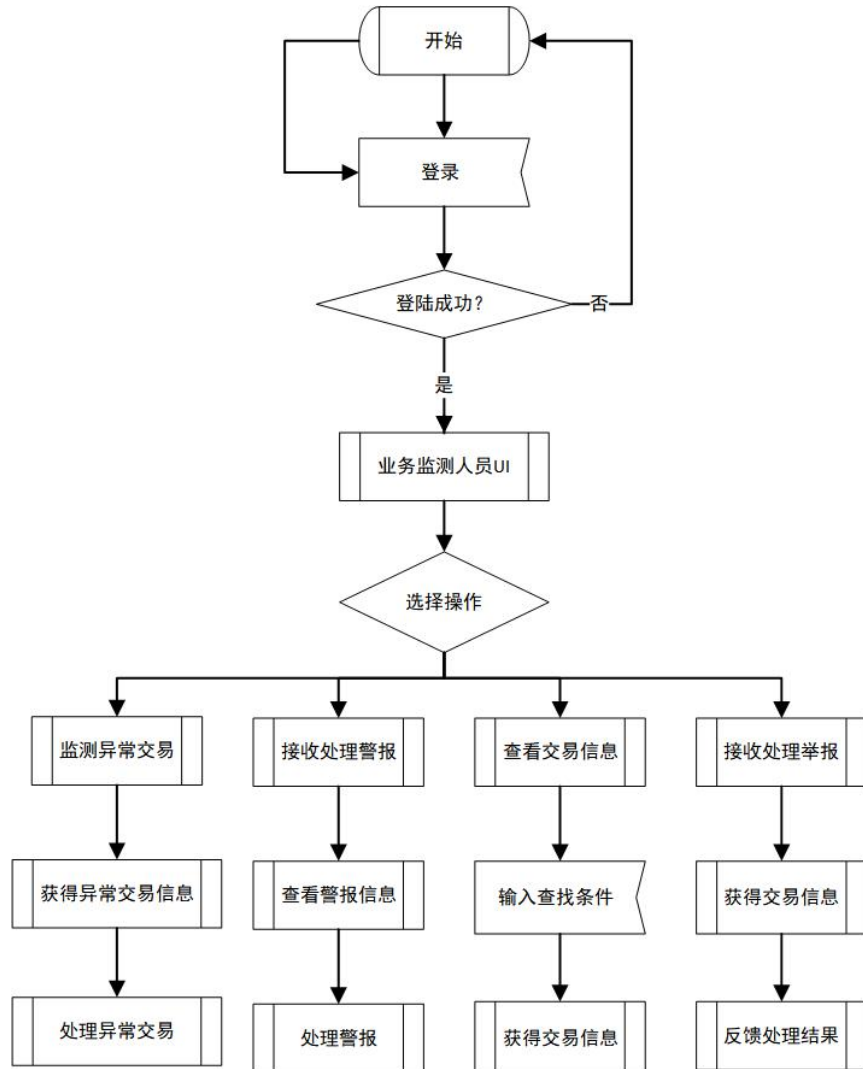 开始
登录
登陆成功?
否
是
业务监测人员UI
选择操作
监测异常交易
接收处理警报
查看交易信息
接收处理举报
获得异常交易信息
查看警报信息
输入查找条件
获得交易信息
处理异常交易
处理警报
获得交易信息
反馈处理结果